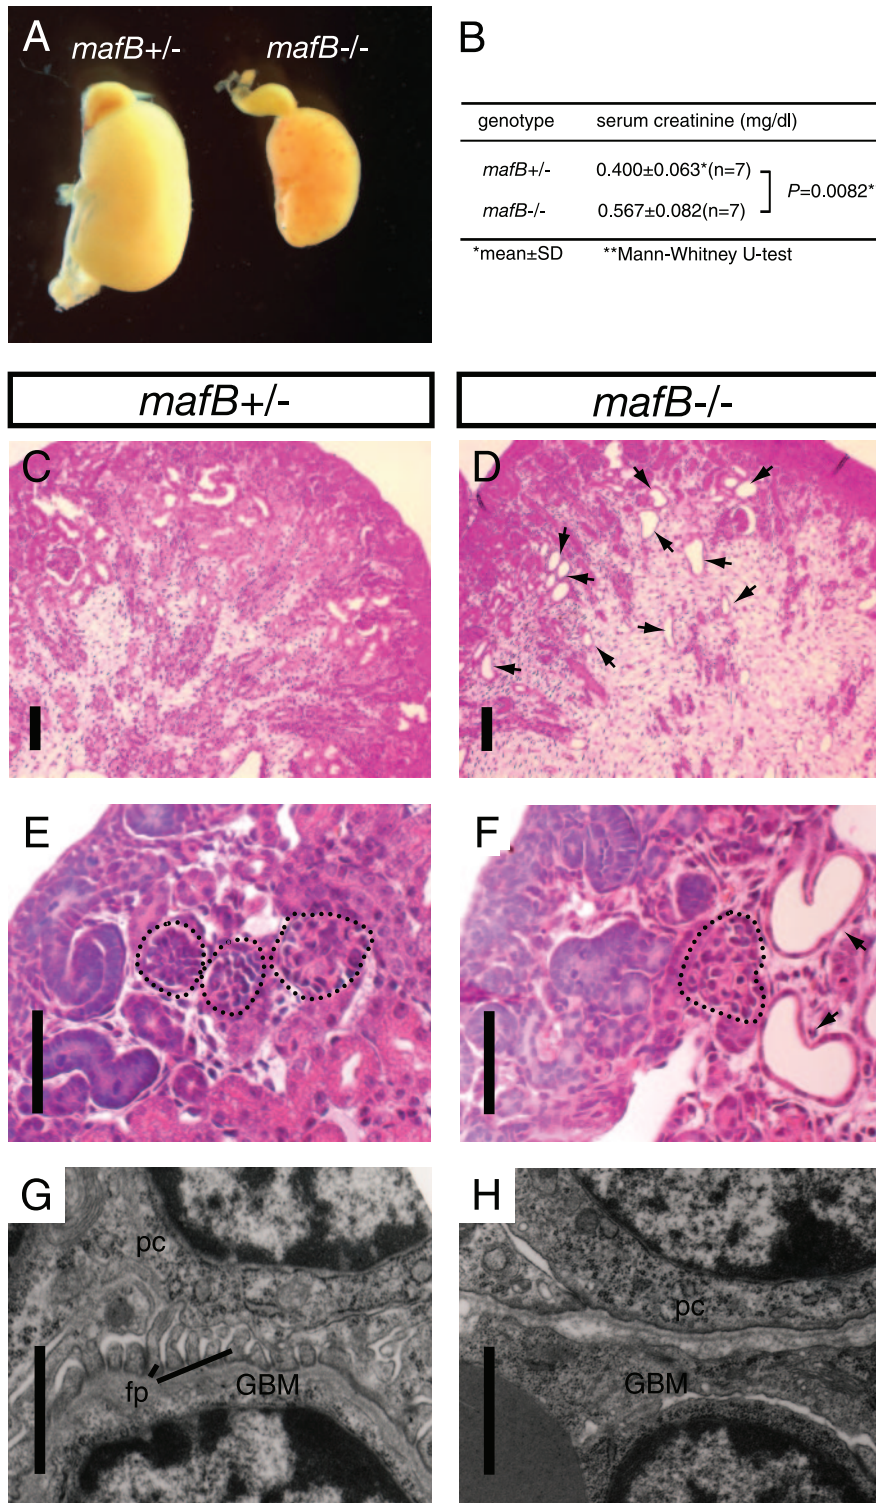 A
mafB+/-
mafB-/-
B
genotype serum creatinine (mg/dl)
mafB+/- 0.400±0.063*(n=7)
P=0.0082*
mafB-/- 0.567±0.082(n=7)
*mean±SD **Mann-Whitney U-test
mafB+/-
mafB-/-
C
D
E
F
G
pc
fp
GBM
H
pc
GBM